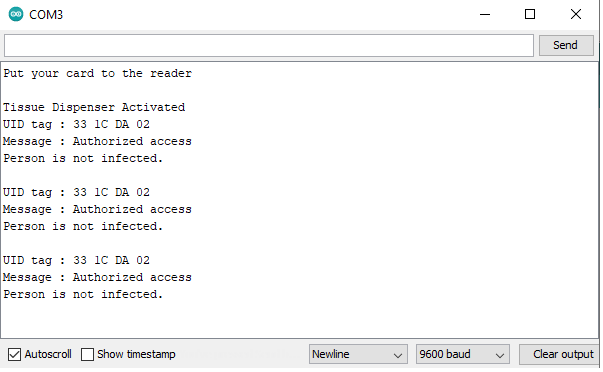 COM3
Send
Put your card to the reader
Tissue Dispenser Activated
UID tag : 33 1C DA 02
Message : Authorized access
Person is not infected.
UID tag : 33 1C DA 02
Message : Authorized access
Person is not infected.
UID tag : 33 1C DA 02
Message : Authorized access
Person is not infected.
Autoscroll Show timestamp Newline 9600 baud Clear output